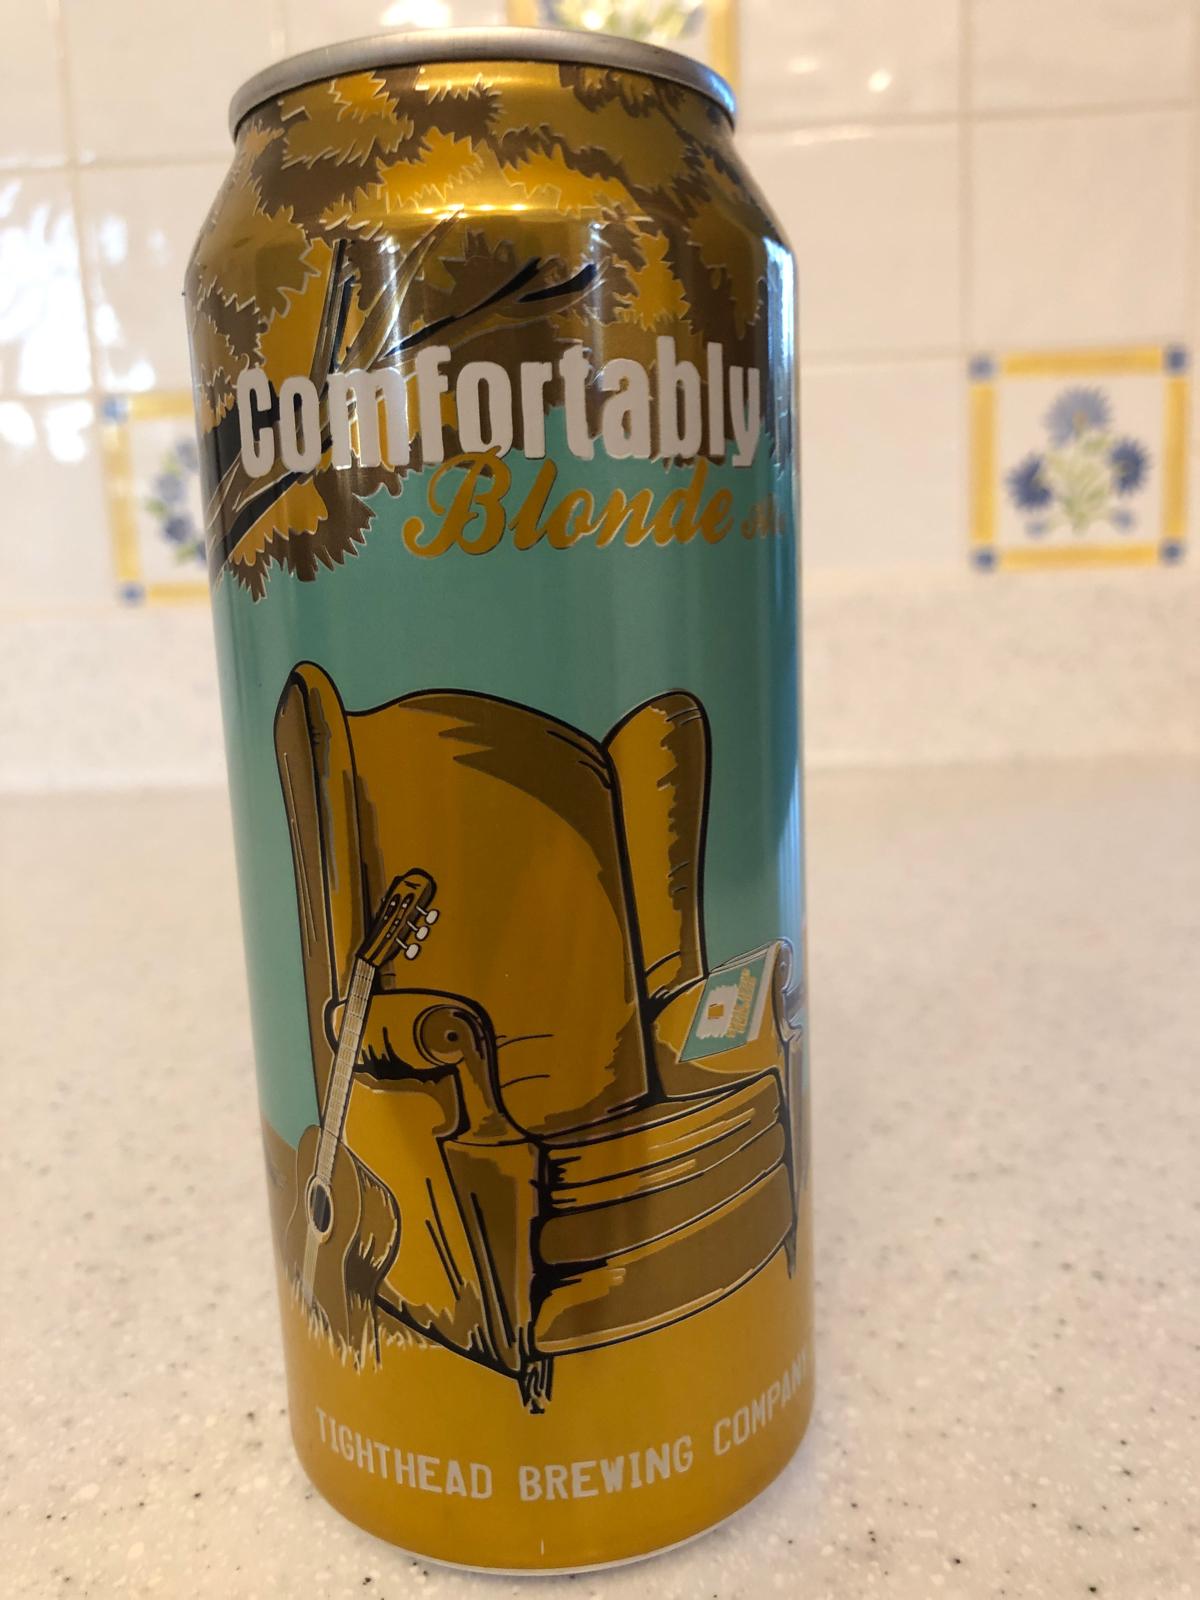 Comfortably
Blonde
TIGHTHEAD BREWING COMPANY